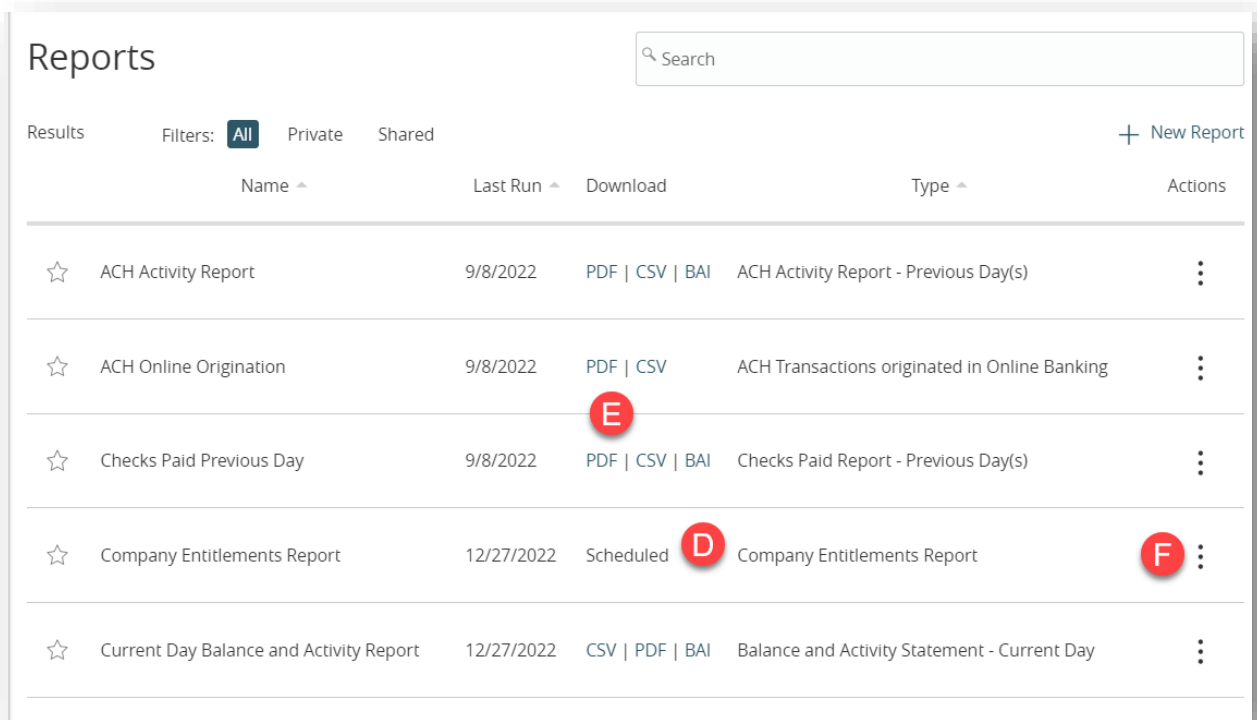 Reports
Search
Results Filters: All Private Shared + New Report
Name Last Run Download Type Actions
ACH Activity Report 9/8/2022 PDF | CSV | BAI ACH Activity Report - Previous Day(s)
ACH Online Origination 9/8/2022 PDF | CSV ACH Transactions originated in Online Banking
E
Checks Paid Previous Day 9/8/2022 PDF | CSV | BAI Checks Paid Report - Previous Day(s)
Company Entitlements Report 12/27/2022 Scheduled D Company Entitlements Report F
Current Day Balance and Activity Report 12/27/2022 CSV | PDF | BAI Balance and Activity Statement - Current Day